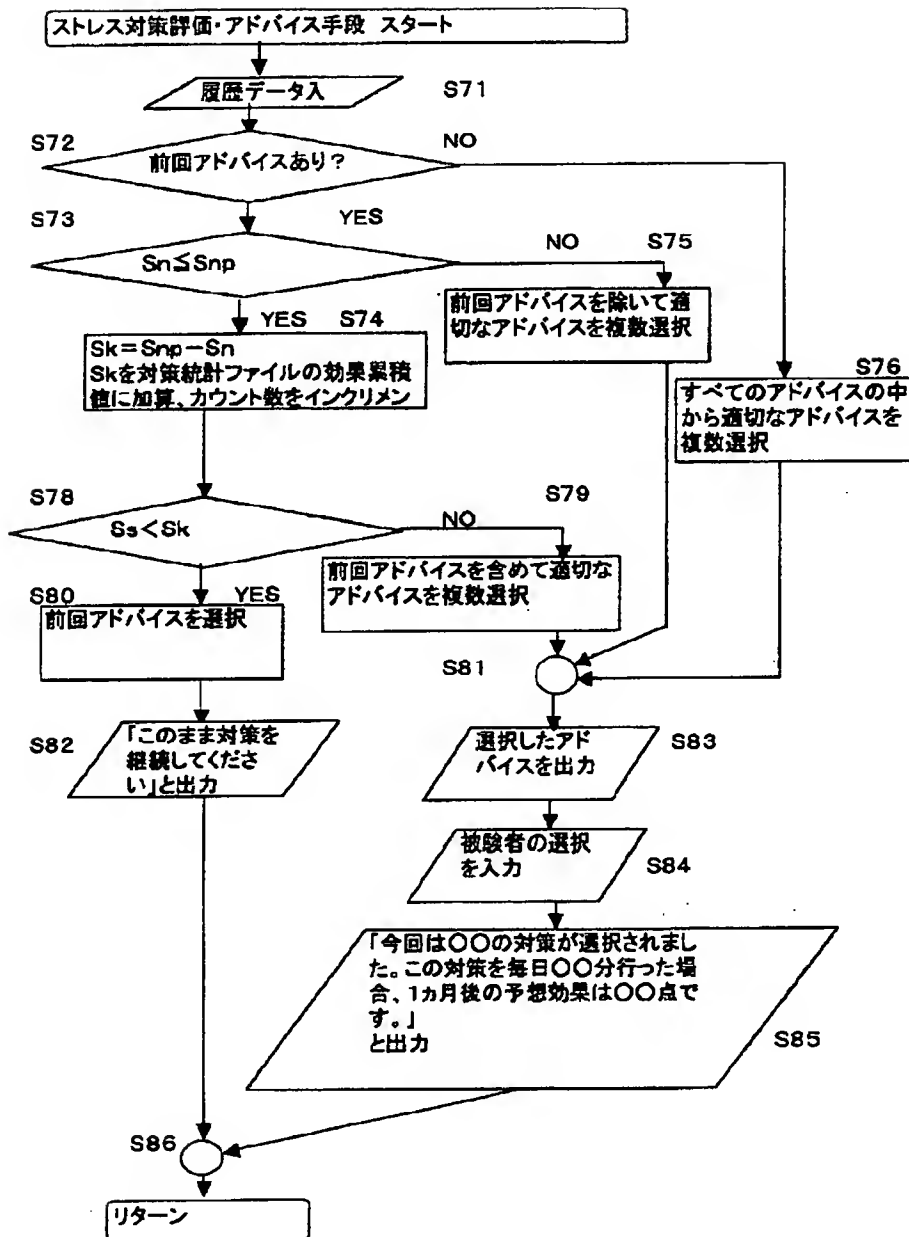 ストレス対策評価・アドバイス手段 スタート
履歴データ入
S71
S72
NO
前回アドバイスあり?
S73
YES
Sn≦Snp
NO
S75
前回アドバイスを除いて適
切なアドバイスを複数選択
YES
S74
Sk=Snp-Sn
Skを対策統計ファイルの効果累積
値に加算、カウント数をインクリメン
S76
すべてのアドバイスの中
から適切なアドバイスを
複数選択
S78
Ss<Sk
NO
S79
前回アドバイスを含めて適切な
アドバイスを複数選択
S80
YES
前回アドバイスを選択
S81
S82
「このまま対策を
継続してくださ
い」と出力
選択したアド
バイスを出力
S83
被験者の選択
を入力
S84
「今回は〇〇の対策が選択されまし
た。この対策を毎日〇〇分行った場
合、1ヵ月後の予想効果は〇〇点で
す。」
と出力
S85
S86
リターン